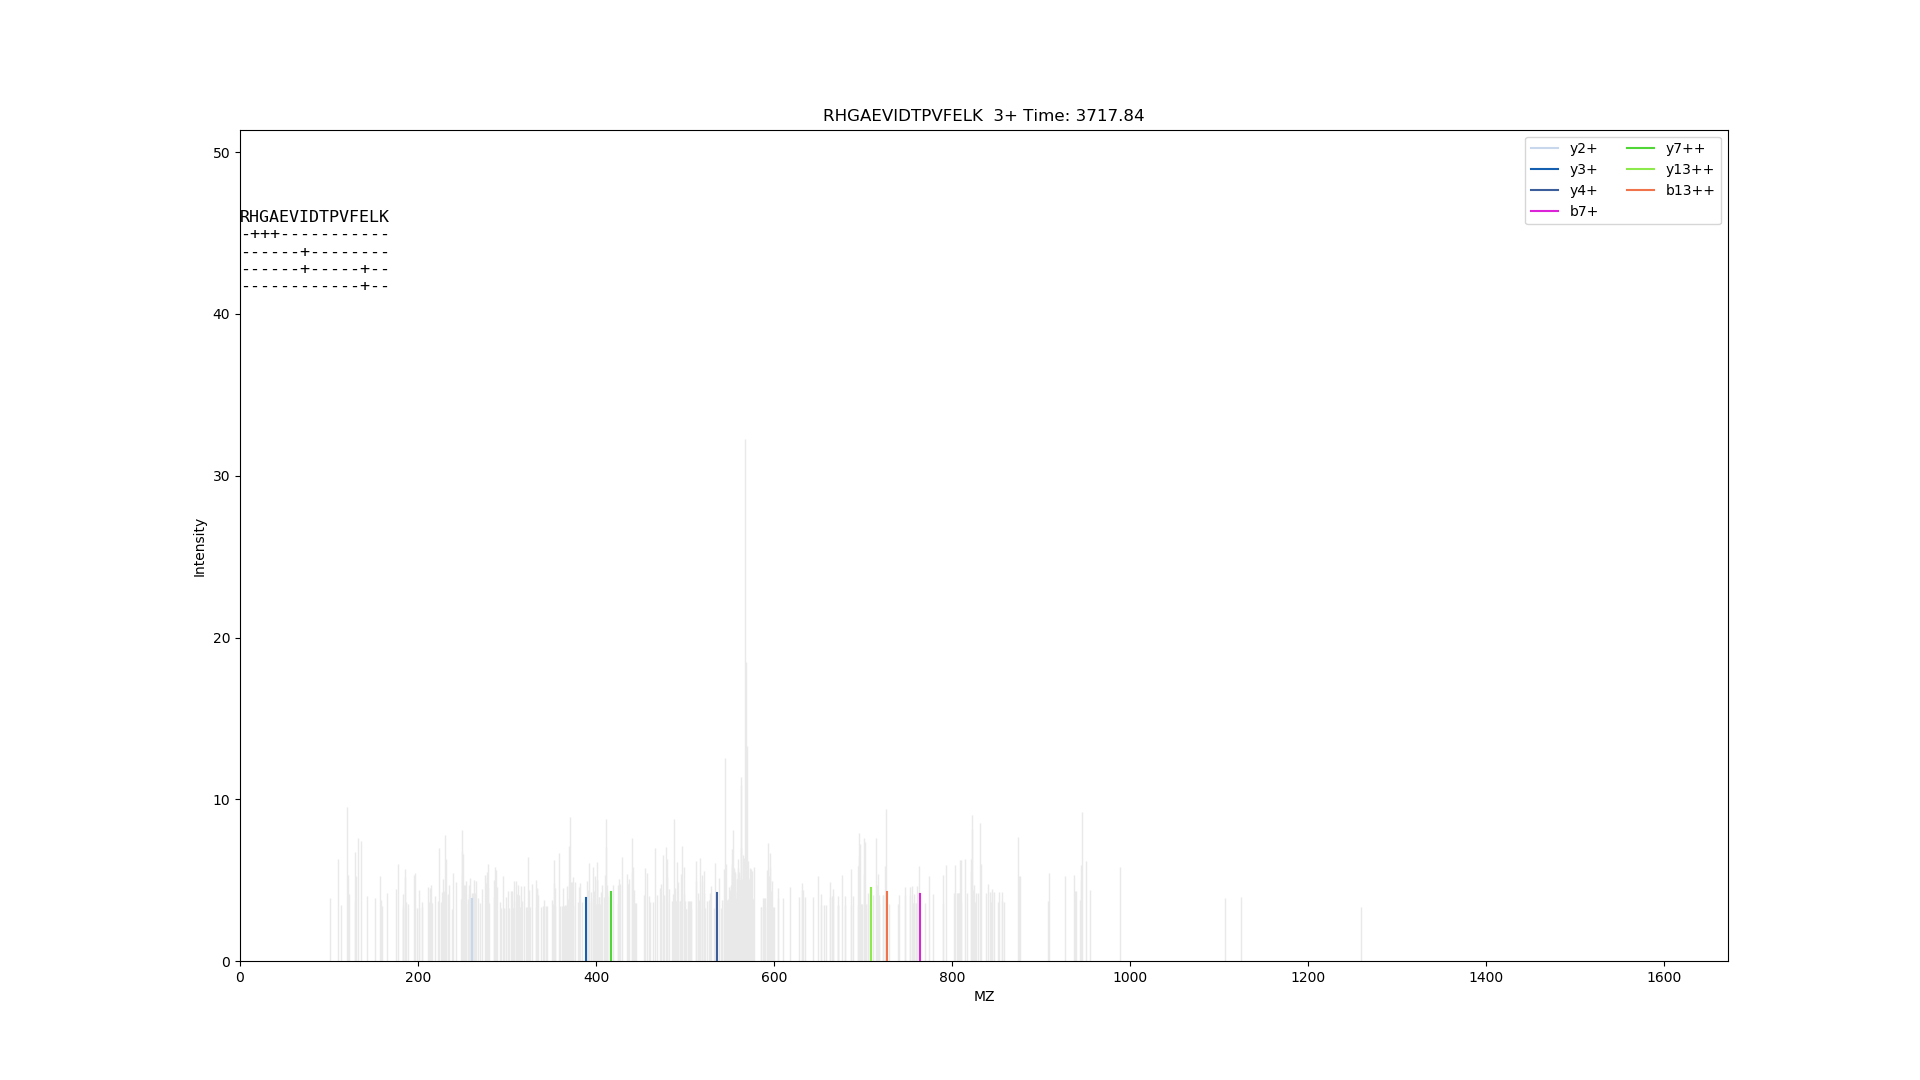 RHGAEVIDTPVFELK  3+ Time: 3717.84
50
y2+ y7++
y3+ y13++
y4+ b13++
b7+
RHGAEVIDTPVFELK
-+++-----------
------+--------
------+-----+--
------------+--
40
30
Intensity
20
10
0
0 200 400 600 800 1000 1200 1400 1600
MZ